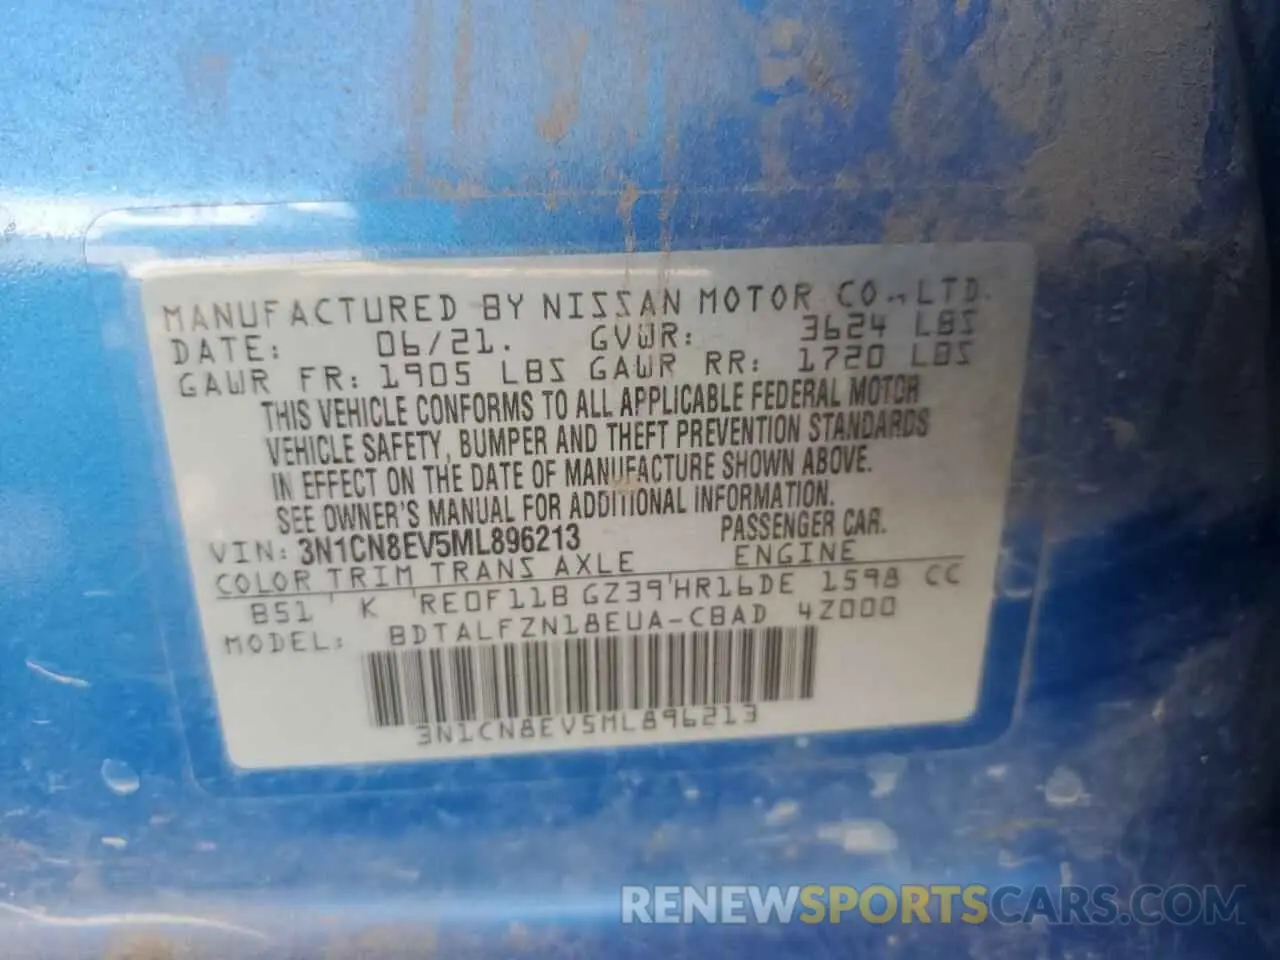 MANUFACTURED BY NISSAN MOTOR CO., LTD.
DATE: 06/21. GVWR: 3624 LBS
GAWR FR: 1905 LBS GAWR RR: 1720 LBS
THIS VEHICLE CONFORMS TO ALL APPLICABLE FEDERAL MOTOR
VEHICLE SAFETY, BUMPER AND THEFT PREVENTION STANDARDS
IN EFFECT ON THE DATE OF MANUFACTURE SHOWN ABOVE.
SEE OWNER'S MANUAL FOR ADDITIONAL INFORMATION.
VIN: 3N1CN8EV5ML896213 PASSENGER CAR.
COLOR TRIM TRANS AXLE ENGINE
B51 K RE0F11B GZ39 HR16DE 1598 CC
MODEL: BDTALFZN18EUA-CBAD 4Z000
3N1CN8EV5ML896213
RENEWSPORTSCARS.COM